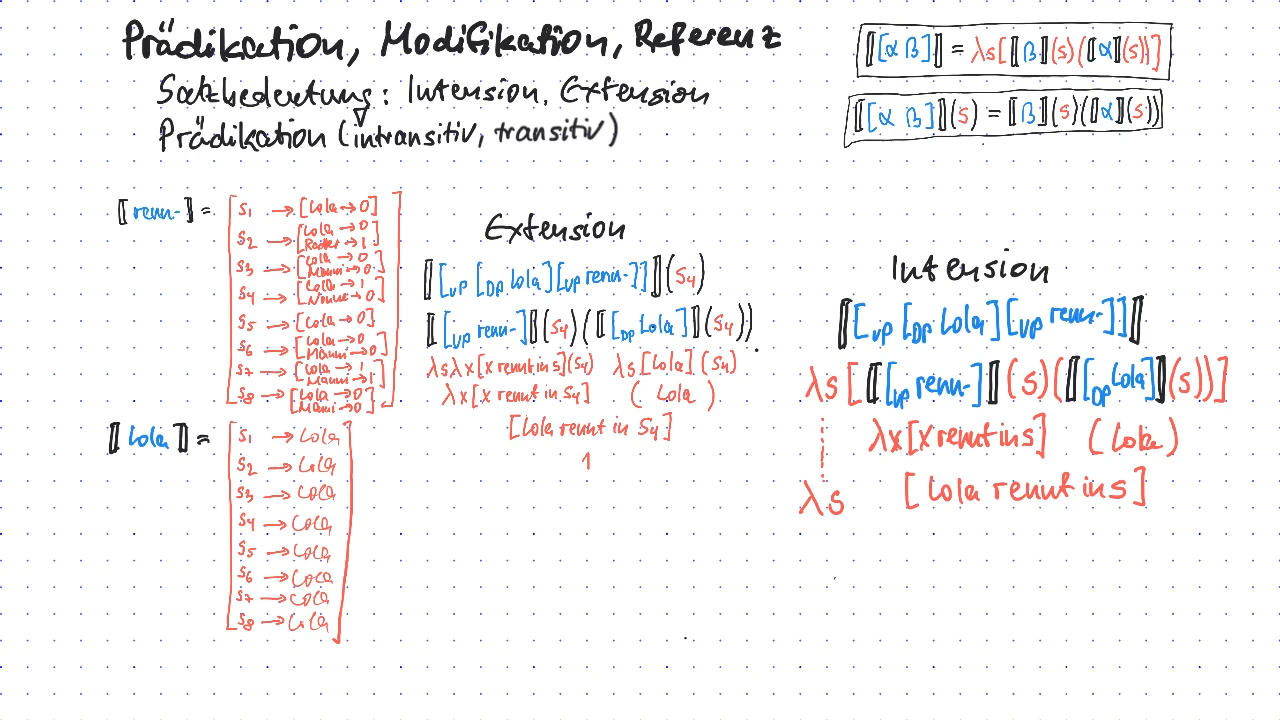 Prädikation, Modifikation, Referenz
Satzbedeutung: Intension, Extension
Prädikation (intransitiv, transitiv)
⟦[α β]⟧ = λs[⟦β⟧(s)(⟦α⟧(s))]
⟦[α β]⟧(s) = ⟦β⟧(s)(⟦α⟧(s))
⟦renn-⟧ =
s1 → [Lola → 0]
s2 → [Lola → 0
→ 1]
s3 → [Lola → 0
Manni → 0]
s4 → [Lola → 1
→ 0]
s5 → [Lola → 0]
s6 → [Lola → 0
Manni → 0]
s7 → [Lola → 1
Manni → 1]
s8 → [Lola → 0
Manni → 0]
⟦Lola⟧ =
s1 → Lola
s2 → Lola
s3 → Lola
s4 → Lola
s5 → Lola
s6 → Lola
s7 → Lola
s8 → Lola
Extension
⟦[VP [DP Lola][VP renn-]]⟧(s4)
⟦[VP renn-]⟧(s4)(⟦[DP Lola]⟧(s4))
λsλx[x rennt in s](s4) λs[Lola](s4)
λx[x rennt in s4] (Lola)
[Lola rennt in s4]
1
Intension
⟦[VP [DP Lola][VP renn-]]⟧
λs[⟦[VP renn-]⟧(s)(⟦[DP Lola]⟧(s))]
λx[x rennt in s] (Lola)
λs [Lola rennt in s]